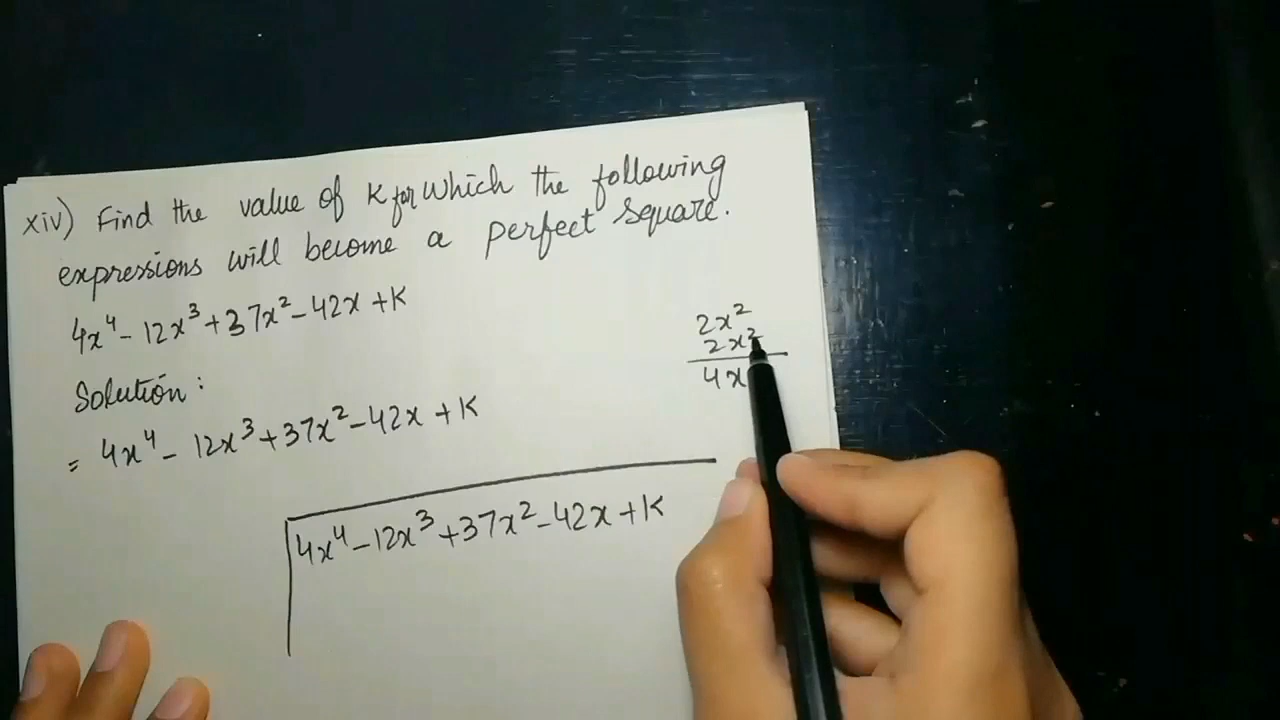 xiv) Find the value of K for which the following
expressions will become a perfect square.
4x⁴ - 12x³ + 37x² - 42x + K
Solution:
= 4x⁴ - 12x³ + 37x² - 42x + K
2x²
2x²
4x
4x⁴ - 12x³ + 37x² - 42x + K